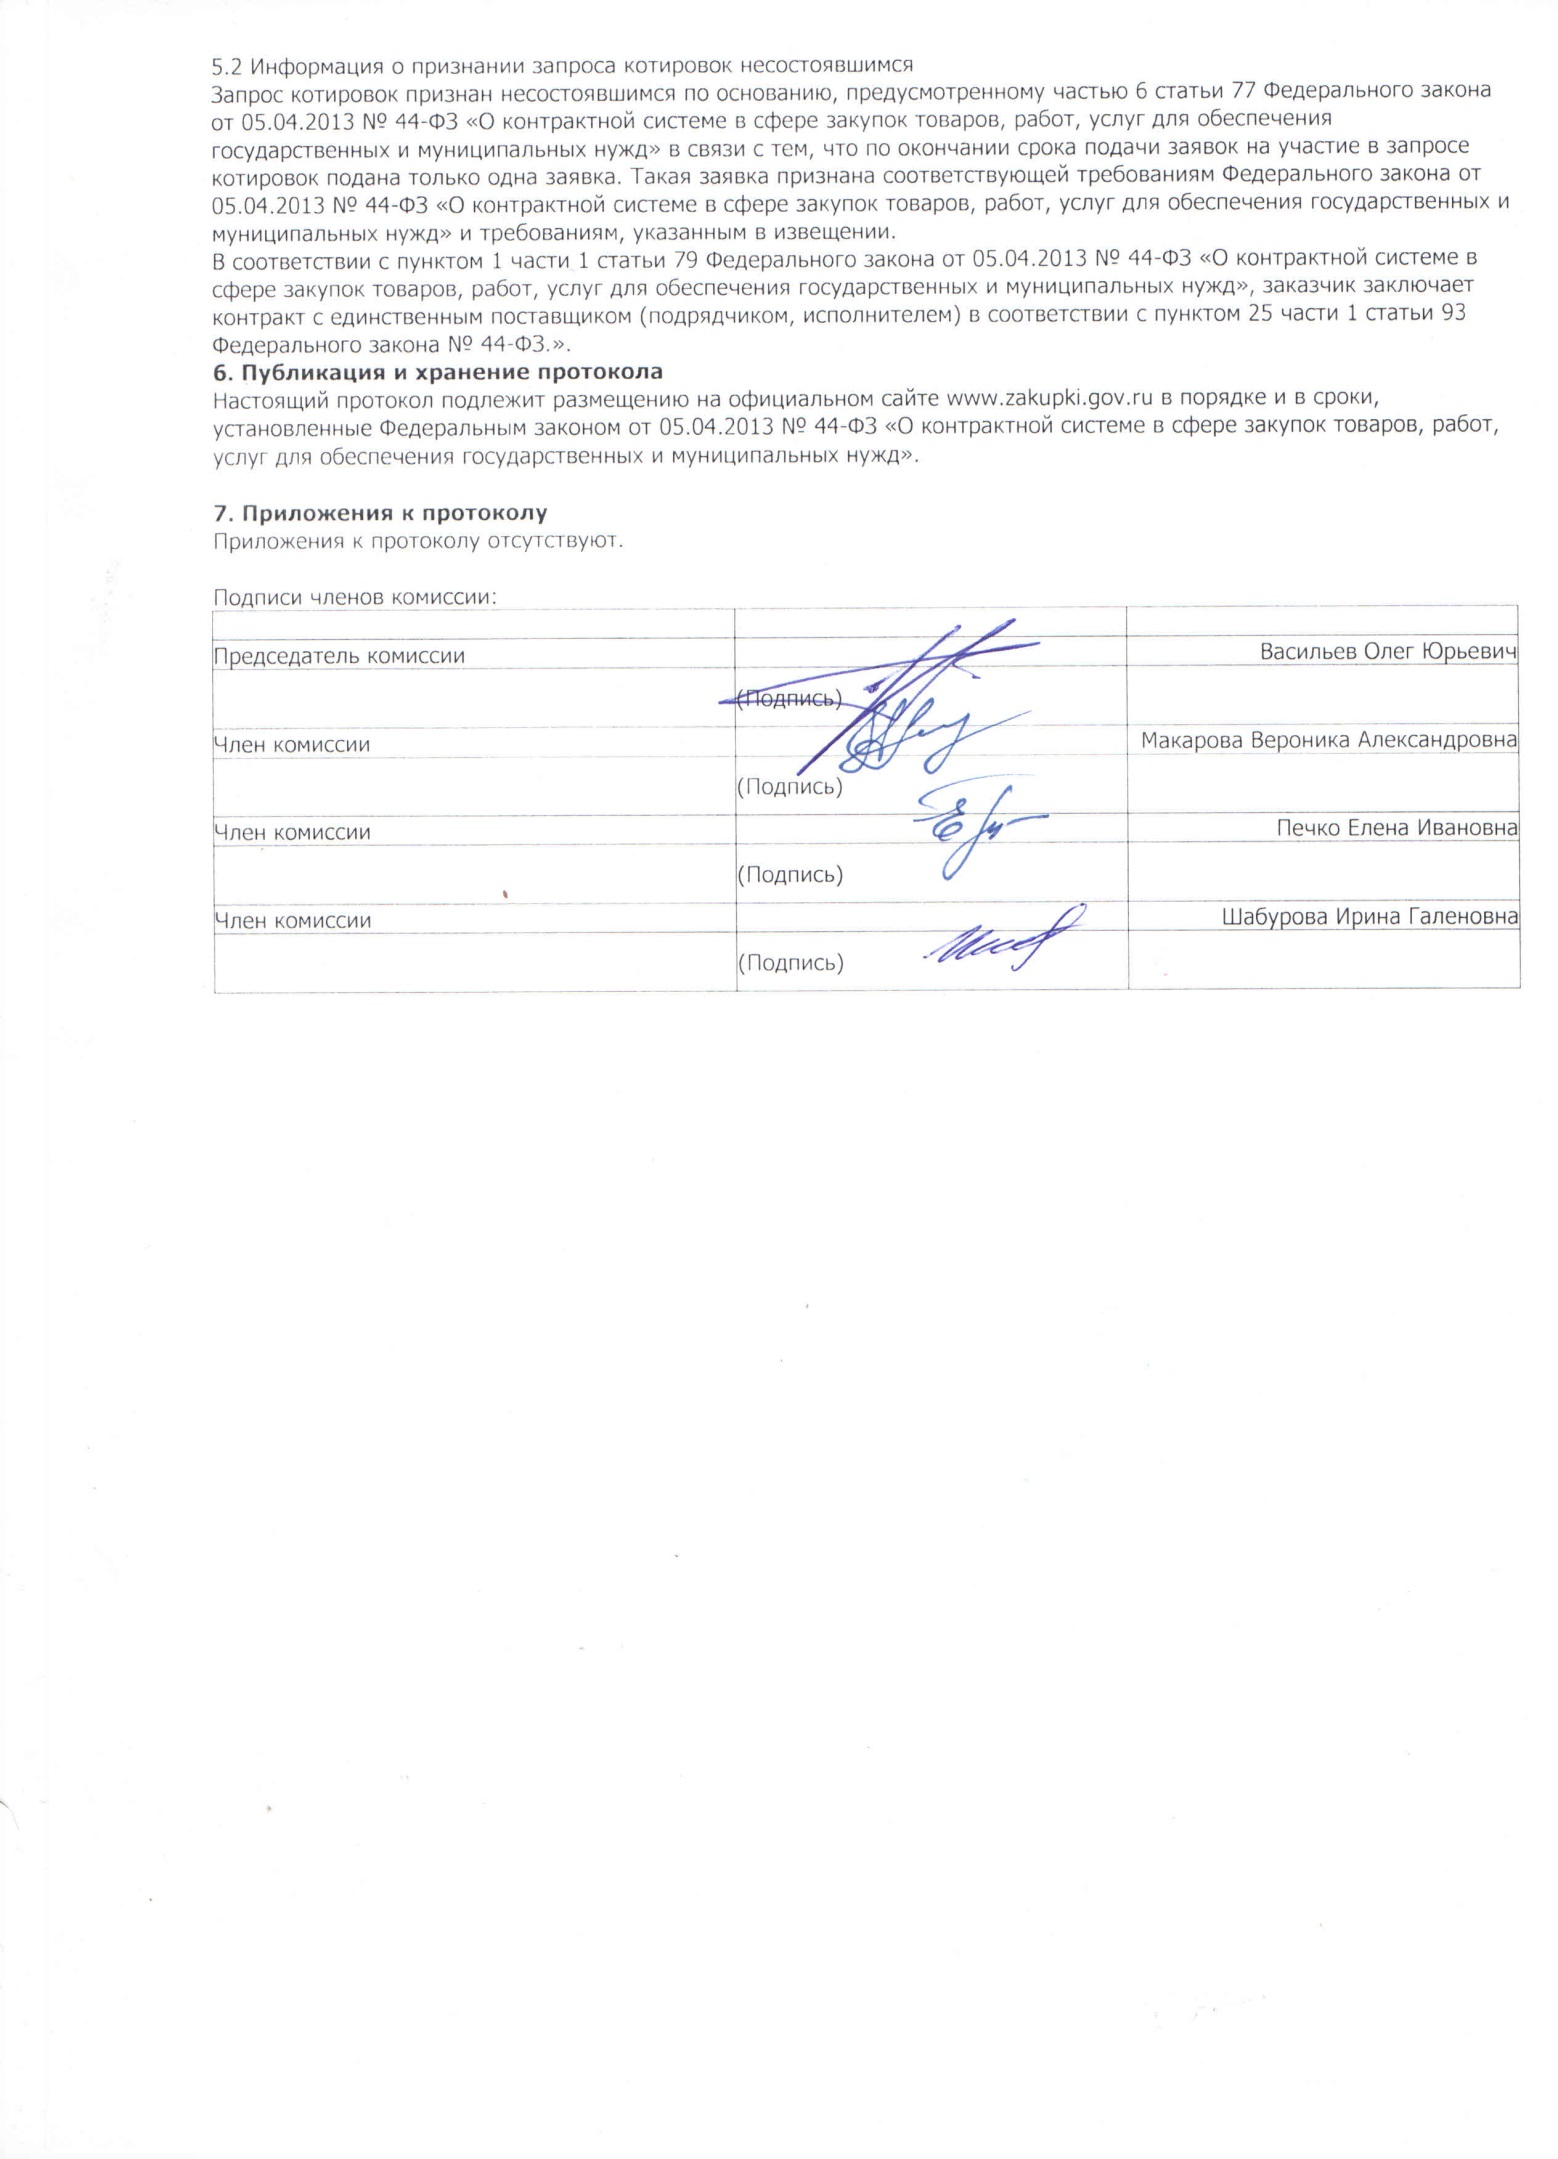 5.2 Информация о признании запроса котировок несостоявшимся
Запрос котировок признан несостоявшимся по основанию, предусмотренному частью 6 статьи 77 Федерального закона
от 05.04.2013 № 44-ФЗ «О контрактной системе в сфере закупок товаров, работ, услуг для обеспечения
государственных и муниципальных нужд» в связи с тем, что по окончании срока подачи заявок на участие в запросе
котировок подана только одна заявка. Такая заявка признана соответствующей требованиям Федерального закона от
05.04.2013 № 44-ФЗ «О контрактной системе в сфере закупок товаров, работ, услуг для обеспечения государственных и
муниципальных нужд» и требованиям, указанным в извещении.
В соответствии с пунктом 1 части 1 статьи 79 Федерального закона от 05.04.2013 № 44-ФЗ «О контрактной системе в
сфере закупок товаров, работ, услуг для обеспечения государственных и муниципальных нужд», заказчик заключает
контракт с единственным поставщиком (подрядчиком, исполнителем) в соответствии с пунктом 25 части 1 статьи 93
Федерального закона № 44-ФЗ.».
6. Публикация и хранение протокола
Настоящий протокол подлежит размещению на официальном сайте www.zakupki.gov.ru в порядке и в сроки,
установленные Федеральным законом от 05.04.2013 № 44-ФЗ «О контрактной системе в сфере закупок товаров, работ,
услуг для обеспечения государственных и муниципальных нужд».
7. Приложения к протоколу
Приложения к протоколу отсутствуют.
Подписи членов комиссии:
Председатель комиссии Васильев Олег Юрьевич
(Подпись)
Член комиссии Макарова Вероника Александровна
(Подпись)
Член комиссии Печко Елена Ивановна
(Подпись)
Член комиссии Шабурова Ирина Галеновна
(Подпись)